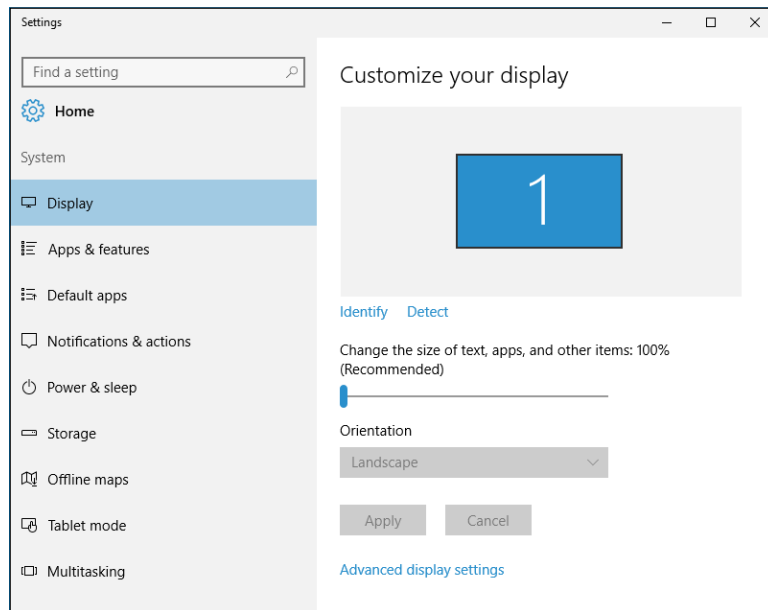 Settings
Find a setting
Home
System
Display
Apps & features
Default apps
Notifications & actions
Power & sleep
Storage
Offline maps
Tablet mode
Multitasking
Customize your display
1
Identify Detect
Change the size of text, apps, and other items: 100%
(Recommended)
Orientation
Landscape
Apply Cancel
Advanced display settings